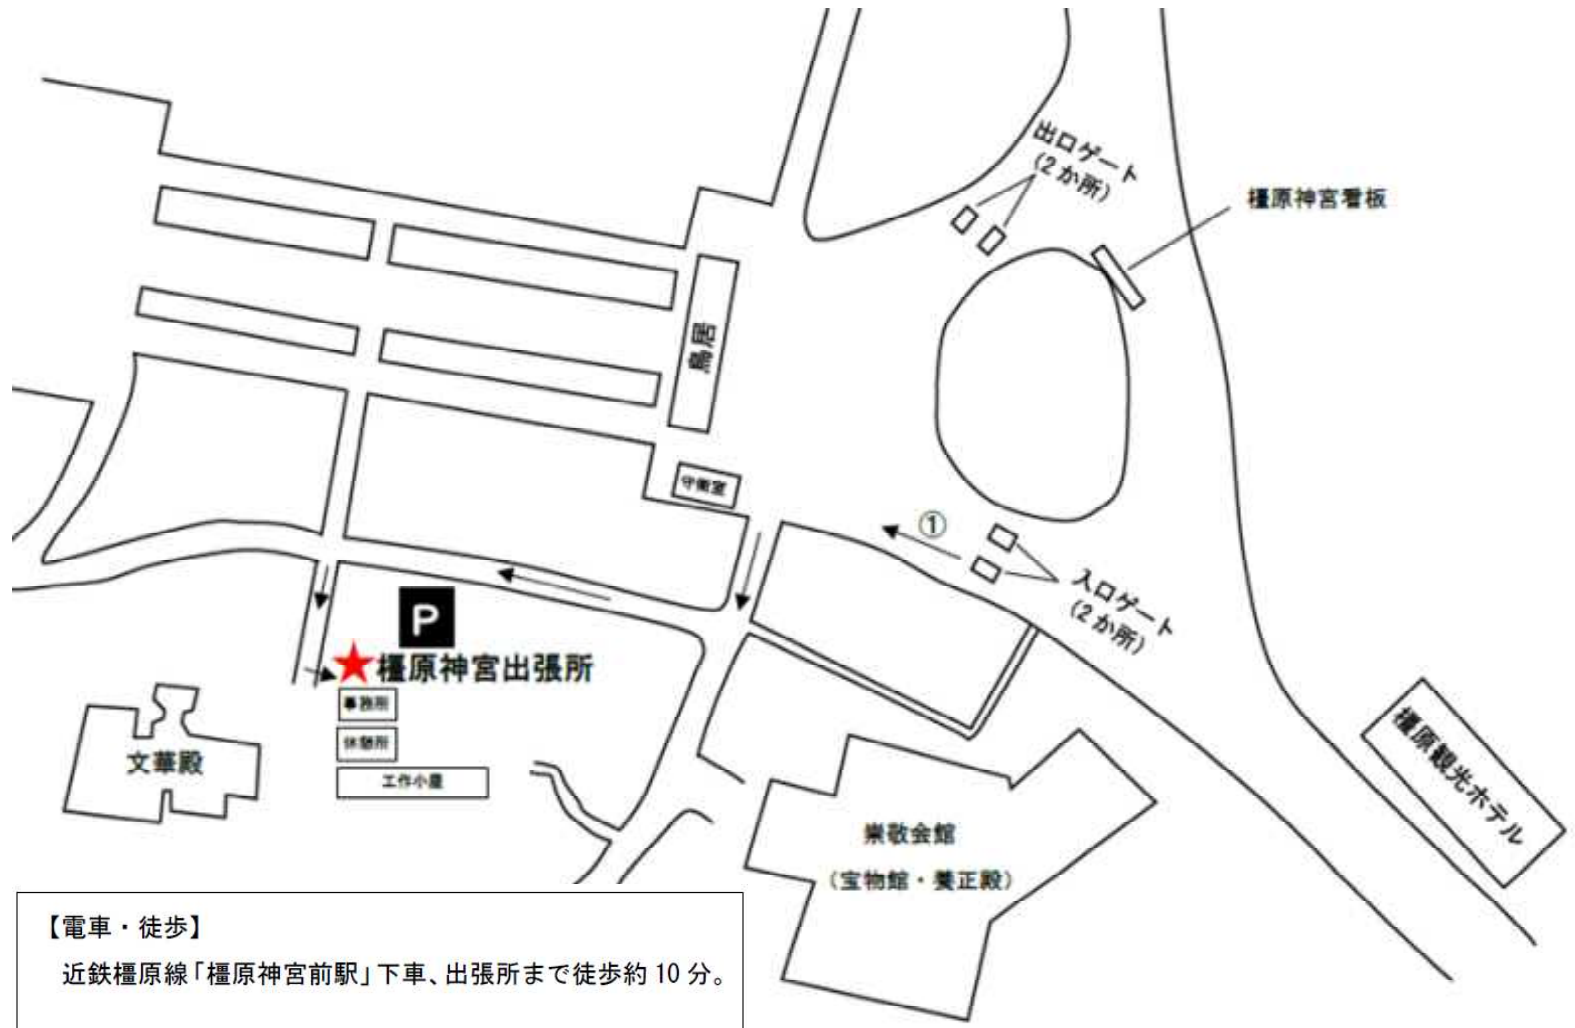 出口ゲート
(2か所)
橿原神宮看板
鳥居
守衛室
①
入口ゲート
(2か所)
P
橿原神宮出張所
事務所
休憩所
工作小屋
文華殿
橿原観光ホテル
崇敬会館
(宝物館・養正殿)
【電車・徒歩】
近鉄橿原線「橿原神宮前駅」下車、出張所まで徒歩約 10 分。